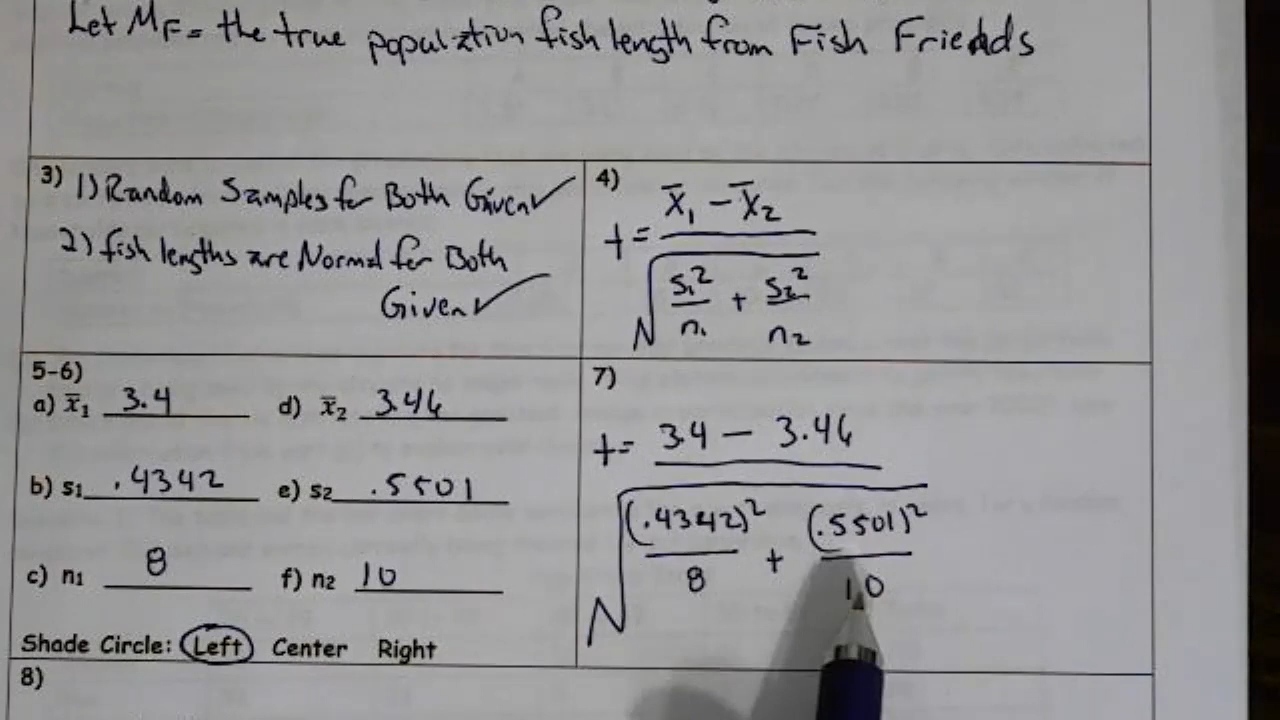 Let MF = the true population fish length from Fish Friends
3) 1) Random Samples for Both Given ✓
2) fish lengths are Normal for Both
Given ✓
4)
t = x̄₁ − x̄₂
√ s₁²/n₁ + s₂²/n₂
5-6)
a) x̄₁ 3.4 d) x̄₂ 3.46
b) s₁ .4342 e) s₂ .5501
c) n₁ 8 f) n₂ 10
Shade Circle: Left Center Right
7)
t = 3.4 − 3.46
√ (.4342)²/8 + (.5501)²/10
8)